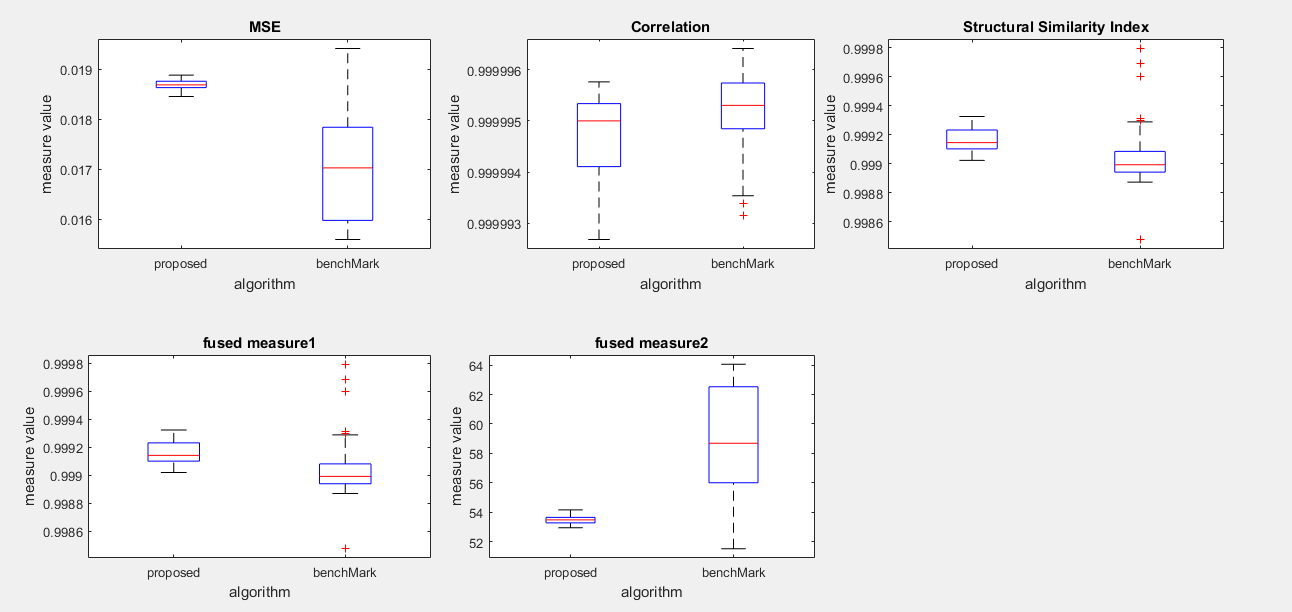 MSE
0.019
0.018
0.017
0.016
measure value
proposed benchMark
algorithm
Correlation
0.999996
0.999995
0.999994
0.999993
measure value
proposed benchMark
algorithm
Structural Similarity Index
0.9998
0.9996
0.9994
0.9992
0.999
0.9988
0.9986
measure value
proposed benchMark
algorithm
fused measure1
0.9998
0.9996
0.9994
0.9992
0.999
0.9988
0.9986
measure value
proposed benchMark
algorithm
fused measure2
64
62
60
58
56
54
52
measure value
proposed benchMark
algorithm